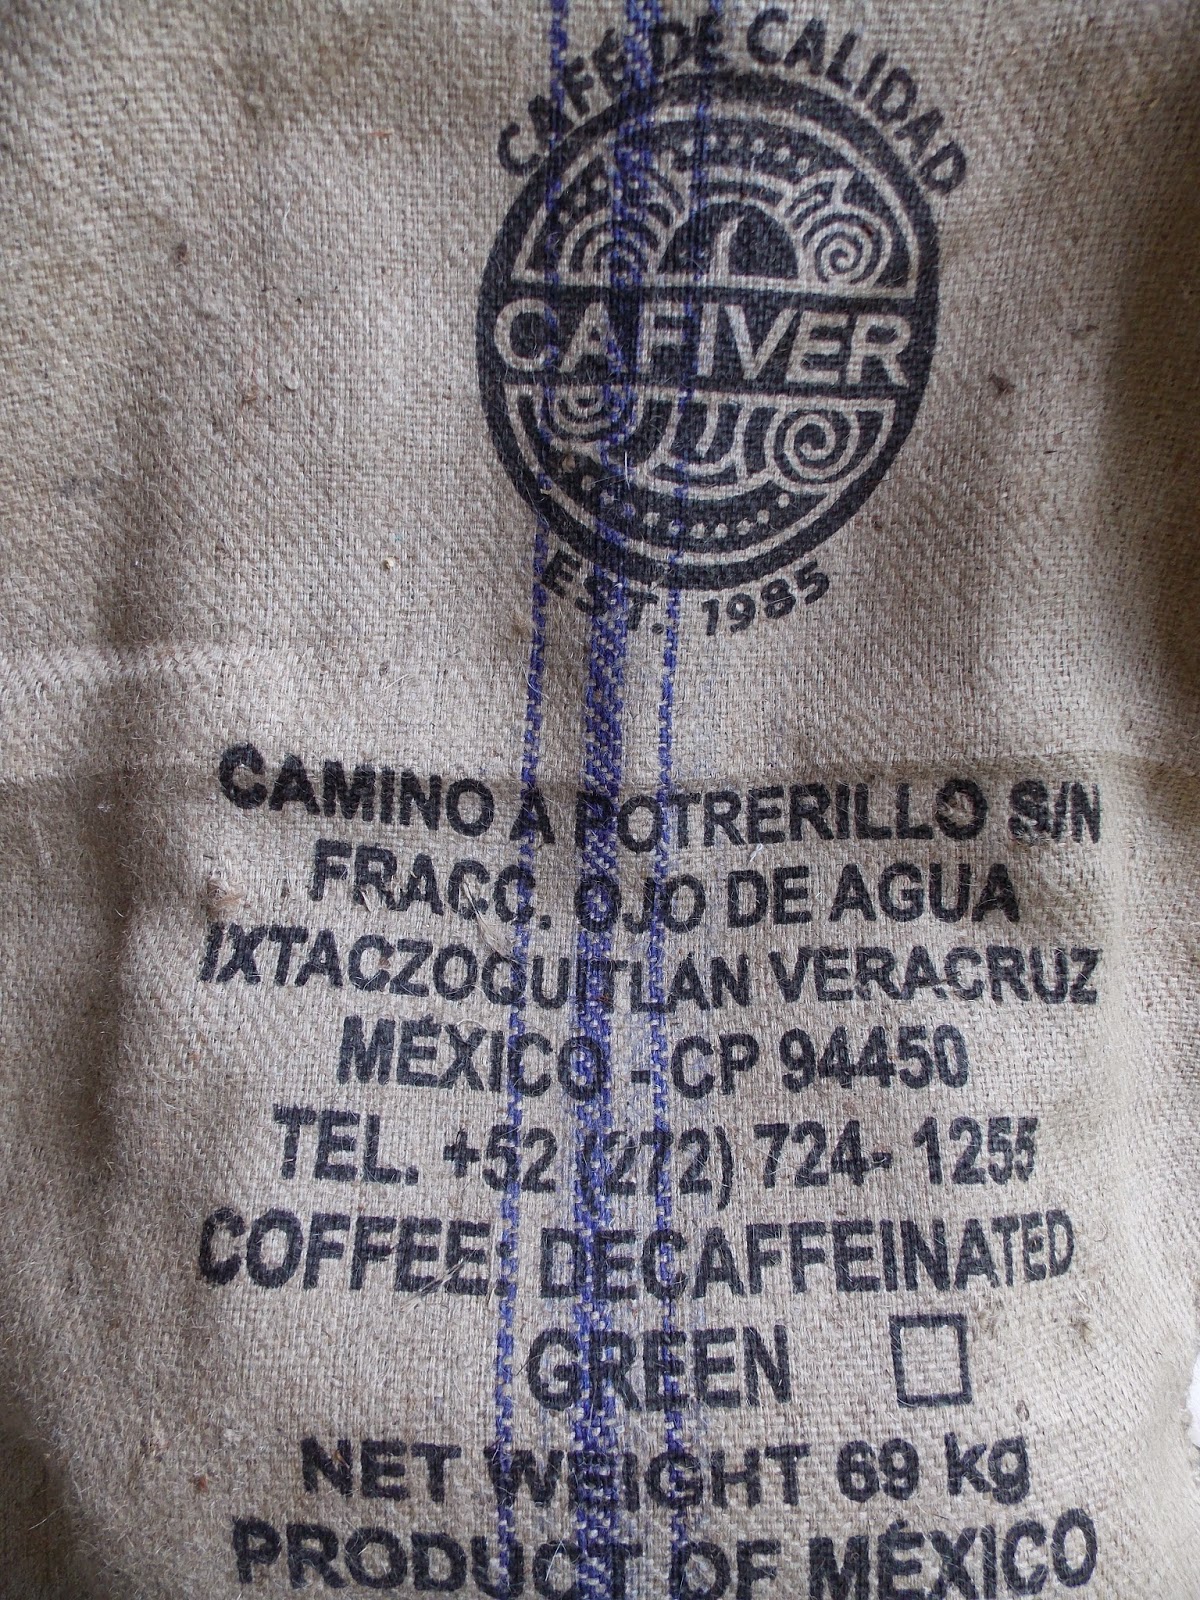 CAFÉ DE CALIDAD
CAFIVER
EST. 1985
CAMINO A POTRERILLO S/N
FRACC. OJO DE AGUA
IXTACZOQUITLÁN VERACRUZ
MÉXICO - CP 94450
TEL. +52 (272) 724- 1255
COFFEE: DECAFFEINATED
GREEN
NET WEIGHT 69 kg
PRODUCT OF MÉXICO